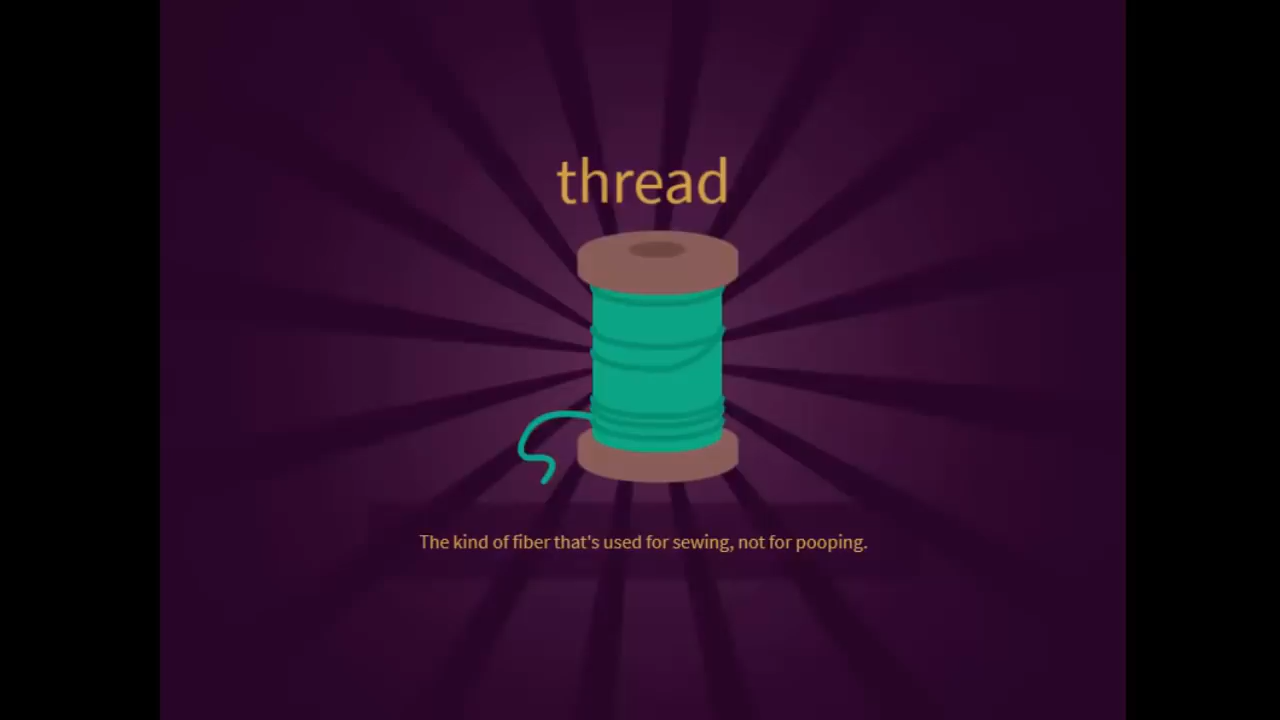 thread
The kind of fiber that's used for sewing, not for pooping.